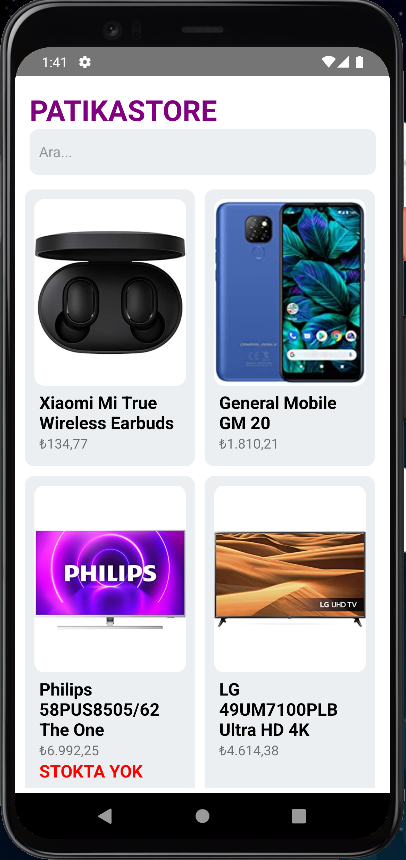 1:41
PATIKASTORE
Ara...
Xiaomi Mi True
Wireless Earbuds
₺134,77
General Mobile
GM 20
₺1.810,21
PHILIPS
Philips
58PUS8505/62
The One
₺6.992,25
STOKTA YOK
LG UHD TV
LG
49UM7100PLB
Ultra HD 4K
₺4.614,38